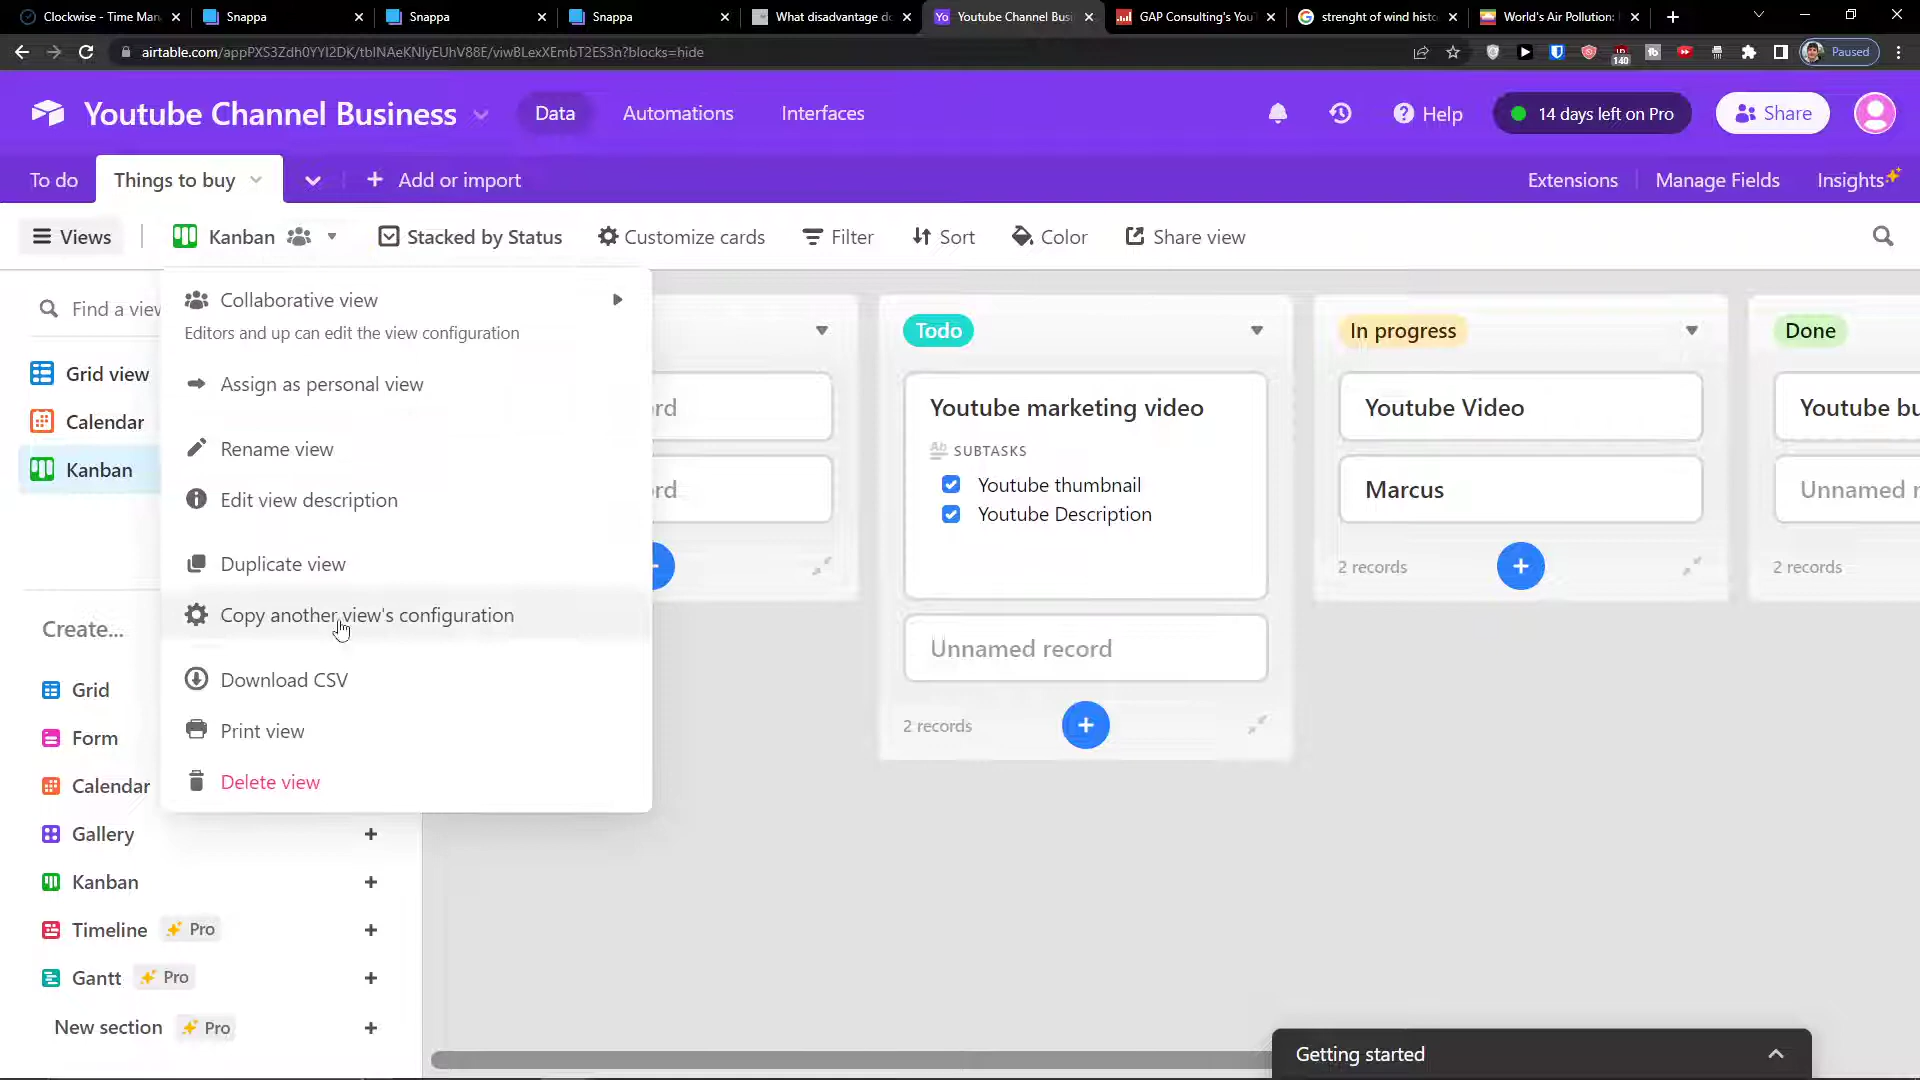 Clockwise - Time Man
Snappa
Snappa
Snappa
What disadvantage do
Youtube Channel Busi
GAP Consulting's YouT
strenght of wind histo
World's Air Pollution:
airtable.com/appPXS3Zdh0YYI2DK/tblNAeKNIyEUhV88E/viwBLexXEmbT2ES3n?blocks=hide
140
Paused
Youtube Channel Business
Data
Automations
Interfaces
Help
14 days left on Pro
Share
To do
Things to buy
Add or import
Extensions
Manage Fields
Insights
Views
Kanban
Stacked by Status
Customize cards
Filter
Sort
Color
Share view
Find a view
Grid view
Calendar
Kanban
Collaborative view
Editors and up can edit the view configuration
Assign as personal view
Rename view
Edit view description
Duplicate view
Copy another view's configuration
Download CSV
Print view
Delete view
Create...
Grid
Form
Calendar
Gallery
Kanban
Timeline Pro
Gantt Pro
New section Pro
Todo
Youtube marketing video
SUBTASKS
Youtube thumbnail
Youtube Description
Unnamed record
2 records
In progress
Youtube Video
Marcus
2 records
Done
Youtube bu
Unnamed r
2 records
Getting started